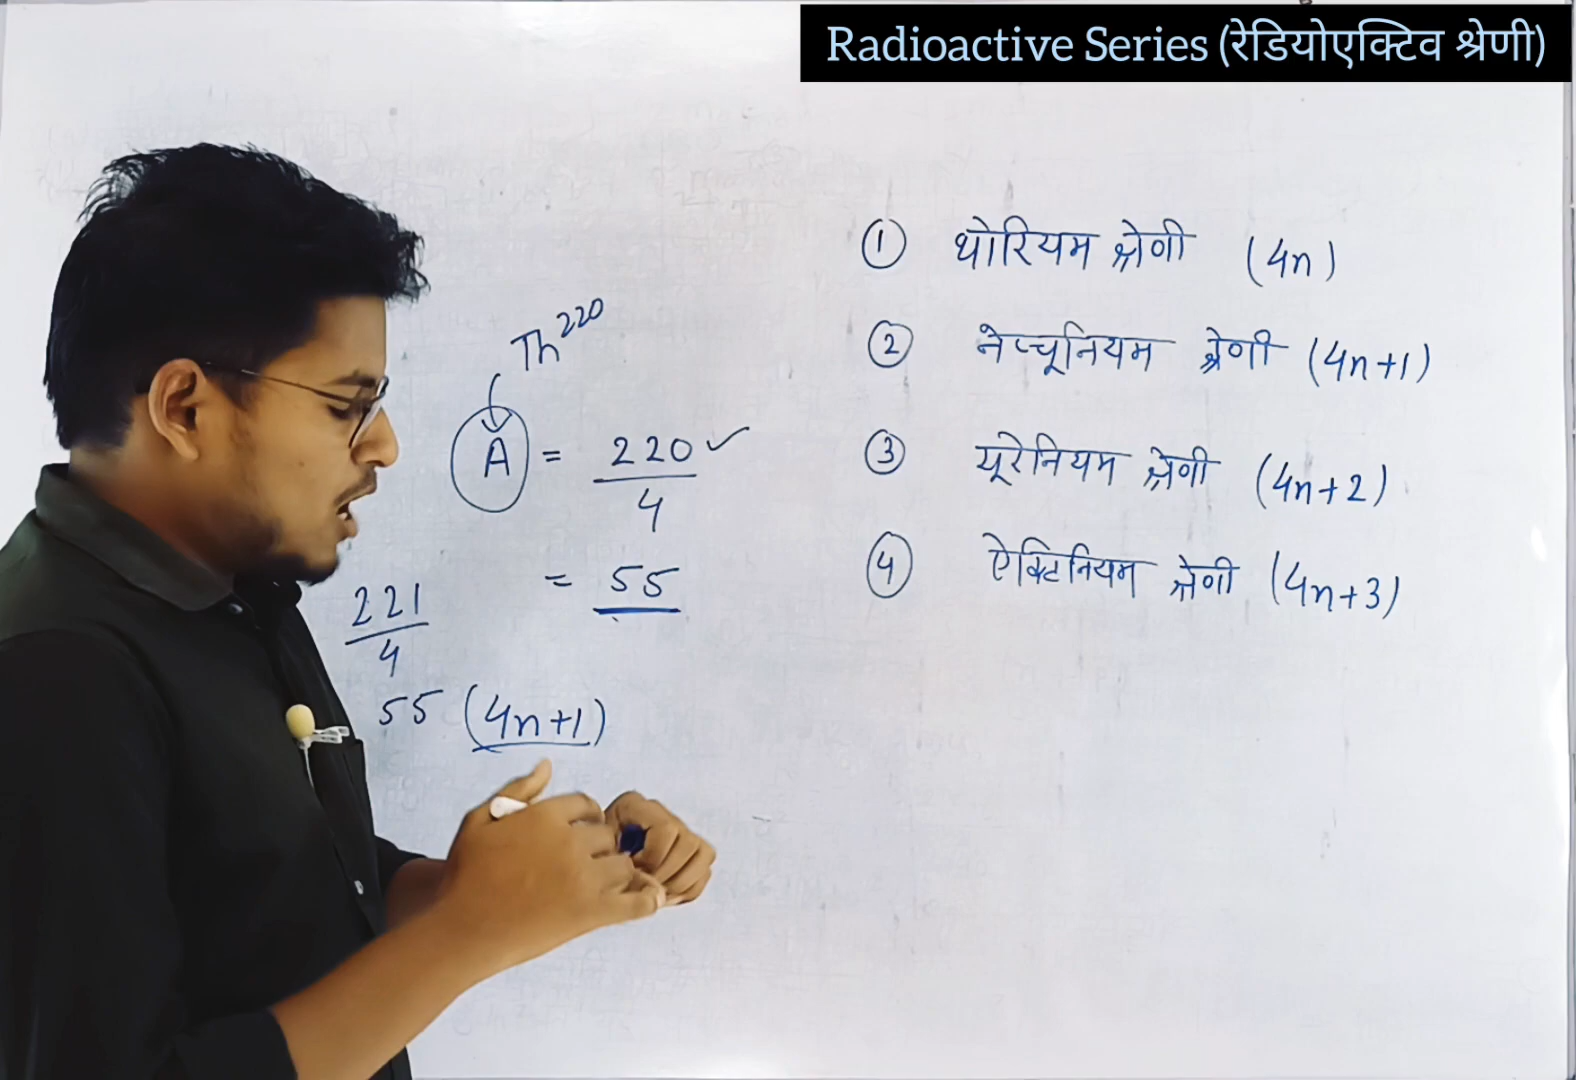 Radioactive Series (रेडियोएक्टिव श्रेणी)
① थोरियम श्रेणी (4n)
② नेप्चूनियम श्रेणी (4n+1)
③ यूरेनियम श्रेणी (4n+2)
④ ऐक्टिनियम श्रेणी (4n+3)
Th²²⁰
A = 220/4 ✓
= 55
221/4
55 (4n+1)